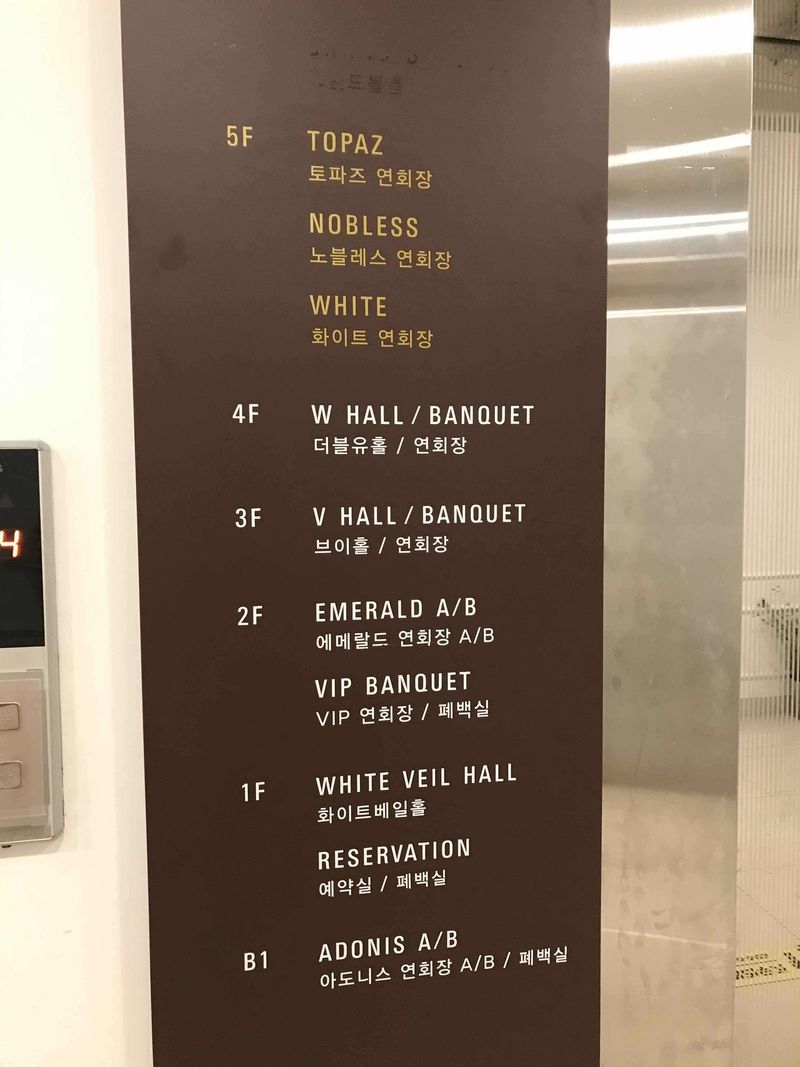 5F TOPAZ
토파즈 연회장
NOBLESS
노블레스 연회장
WHITE
화이트 연회장
4F W HALL / BANQUET
더블유홀 / 연회장
3F V HALL / BANQUET
브이홀 / 연회장
2F EMERALD A/B
에메랄드 연회장 A/B
VIP BANQUET
VIP 연회장 / 폐백실
1F WHITE VEIL HALL
화이트베일홀
RESERVATION
예약실 / 폐백실
B1 ADONIS A/B
아도니스 연회장 A/B / 폐백실
4